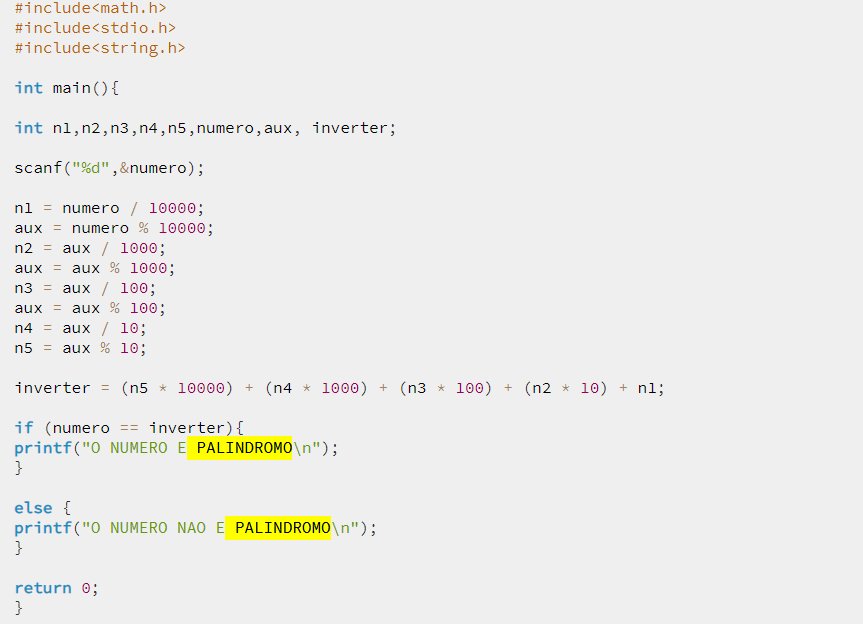 #include<math.h>
#include<stdio.h>
#include<string.h>
int main(){
int n1,n2,n3,n4,n5,numero,aux, inverter;
scanf("%d",&numero);
n1 = numero / 10000;
aux = numero % 10000;
n2 = aux / 1000;
aux = aux % 1000;
n3 = aux / 100;
aux = aux % 100;
n4 = aux / 10;
n5 = aux % 10;
inverter = (n5 * 10000) + (n4 * 1000) + (n3 * 100) + (n2 * 10) + n1;
if (numero == inverter){
printf("O NUMERO E PALINDROMO\n");
}
else {
printf("O NUMERO NAO E PALINDROMO\n");
}
return 0;
}